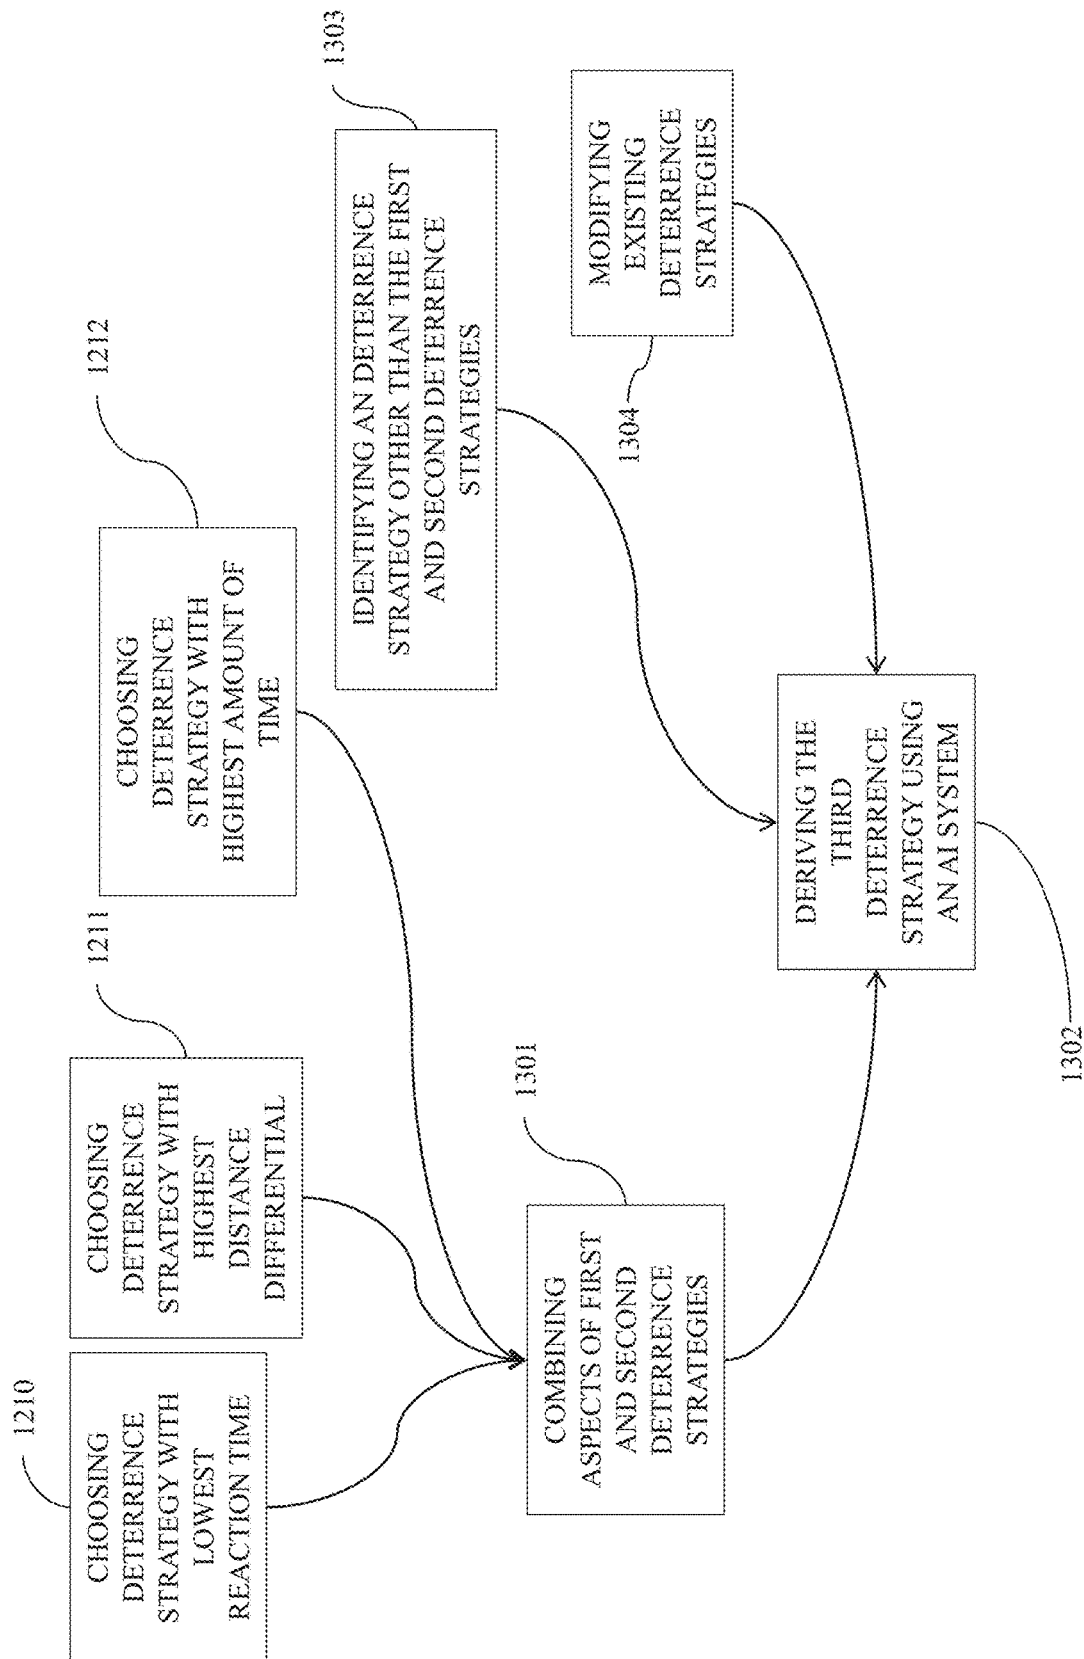 1210
CHOOSING
DETERRENCE
STRATEGY WITH
LOWEST
REACTION TIME
1211
CHOOSING
DETERRENCE
STRATEGY WITH
HIGHEST
DISTANCE
DIFFERENTIAL
1212
CHOOSING
DETERRENCE
STRATEGY WITH
HIGHEST AMOUNT OF
TIME
1303
IDENTIFYING AN DETERRENCE
STRATEGY OTHER THAN THE FIRST
AND SECOND DETERRENCE
STRATEGIES
1301
COMBINING
ASPECTS OF FIRST
AND SECOND
DETERRENCE
STRATEGIES
1304
MODIFYING
EXISTING
DETERRENCE
STRATEGIES
DERIVING THE
THIRD
DETERRENCE
STRATEGY USING
AN AI SYSTEM
1302